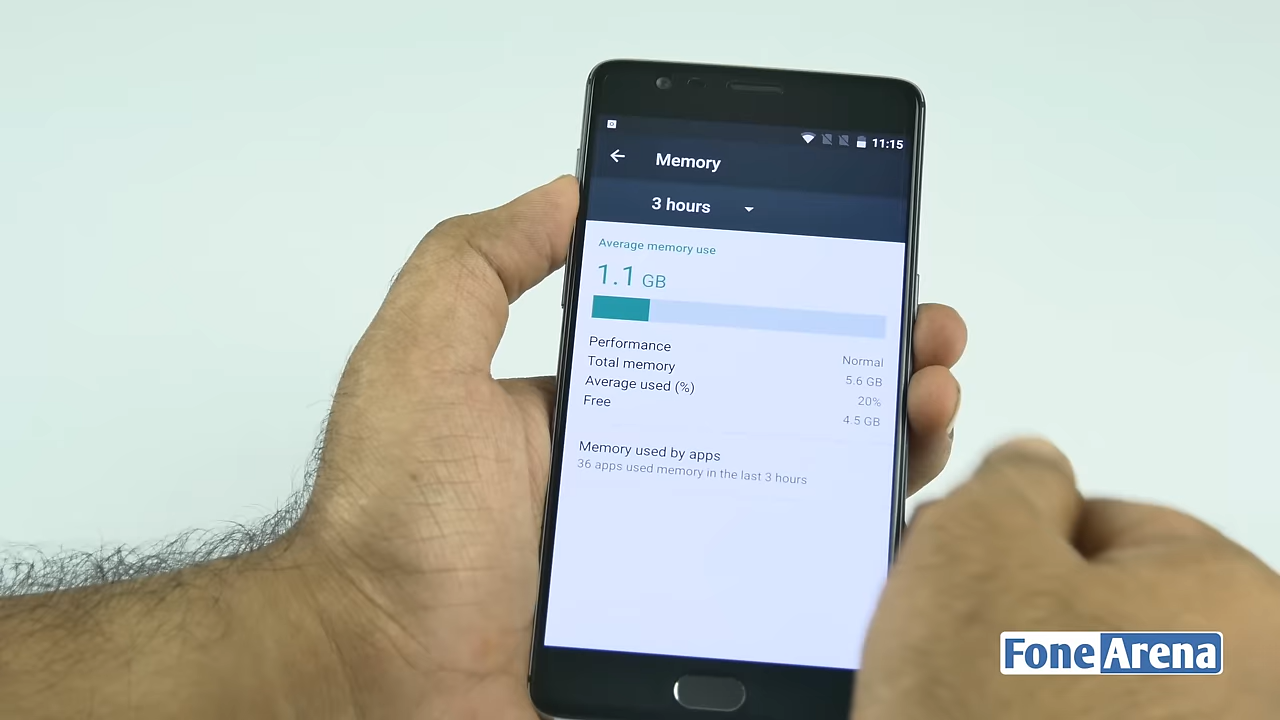 11:15
Memory
3 hours
Average memory use
1.1 GB
Performance Normal
Total memory 5.6 GB
Average used (%) 20%
Free 4.5 GB
Memory used by apps
36 apps used memory in the last 3 hours
FoneArena